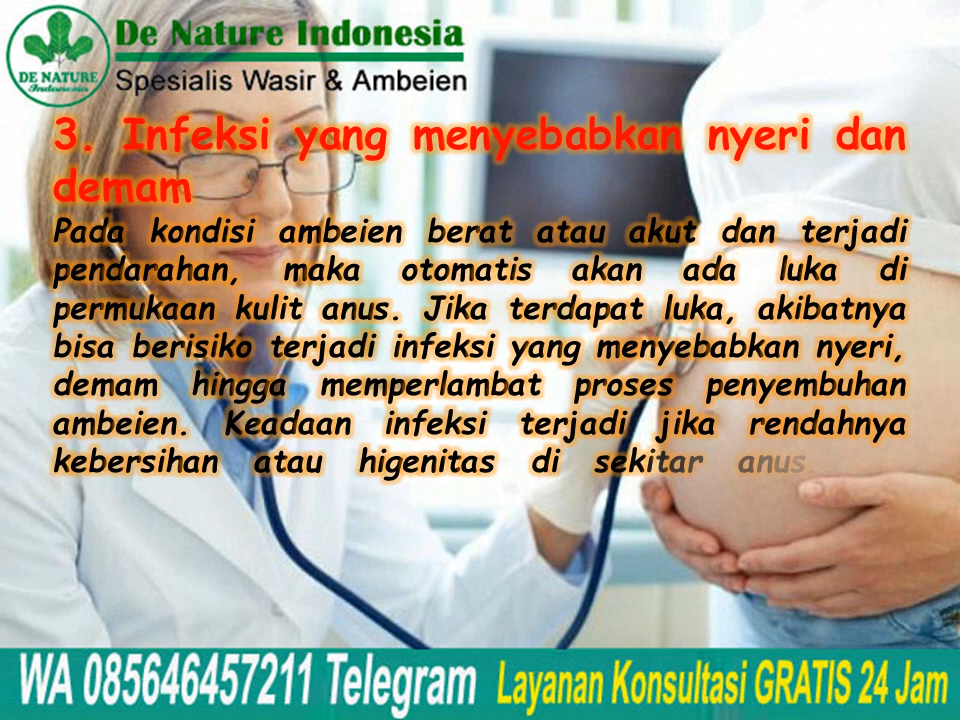 De Nature Indonesia
DE NATURE
Indonesia
Spesialis Wasir & Ambeien
3. Infeksi yang menyebabkan nyeri dan
demam
Pada kondisi ambeien berat atau akut dan terjadi
pendarahan, maka otomatis akan ada luka di
permukaan kulit anus. Jika terdapat luka, akibatnya
bisa berisiko terjadi infeksi yang menyebabkan nyeri,
demam hingga memperlambat proses penyembuhan
ambeien. Keadaan infeksi terjadi jika rendahnya
kebersihan atau higenitas di sekitar anus.
WA 085646457211 Telegram Layanan Konsultasi GRATIS 24 Jam